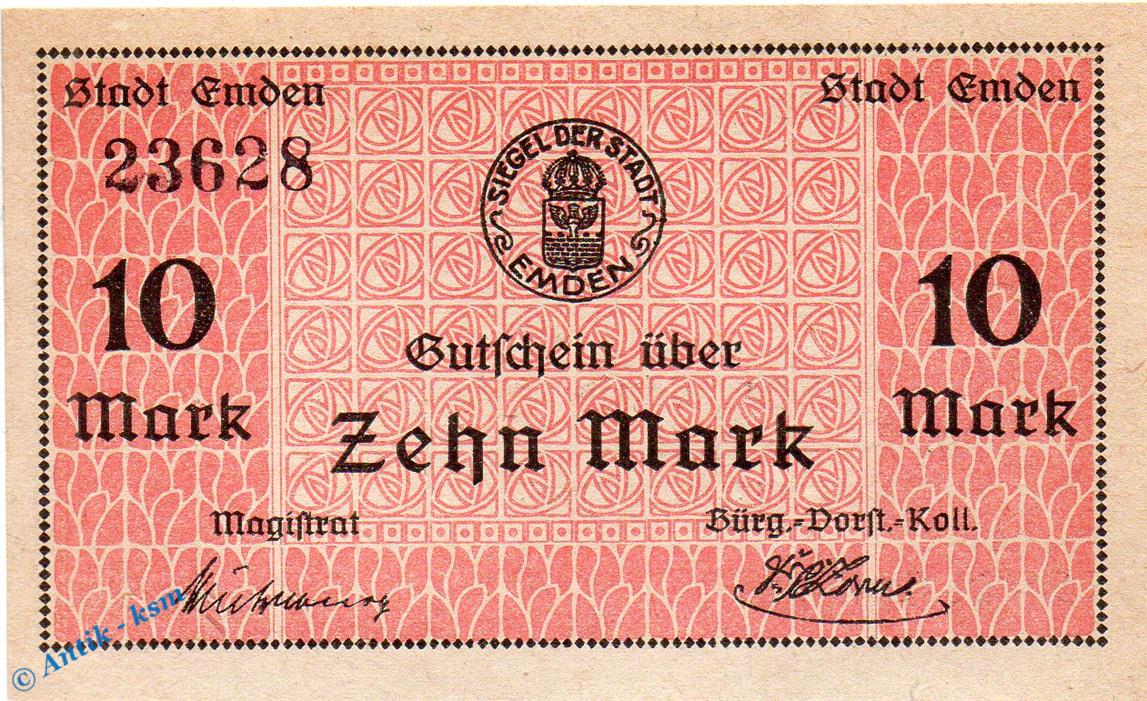 Stadt Emden
Stadt Emden
23628
SIEGEL DER STADT EMDEN
10
Mark
10
Mark
Gutschein über
Zehn Mark
Magistrat
Bürg.-Vorst.-Koll.
© Antik - ksm